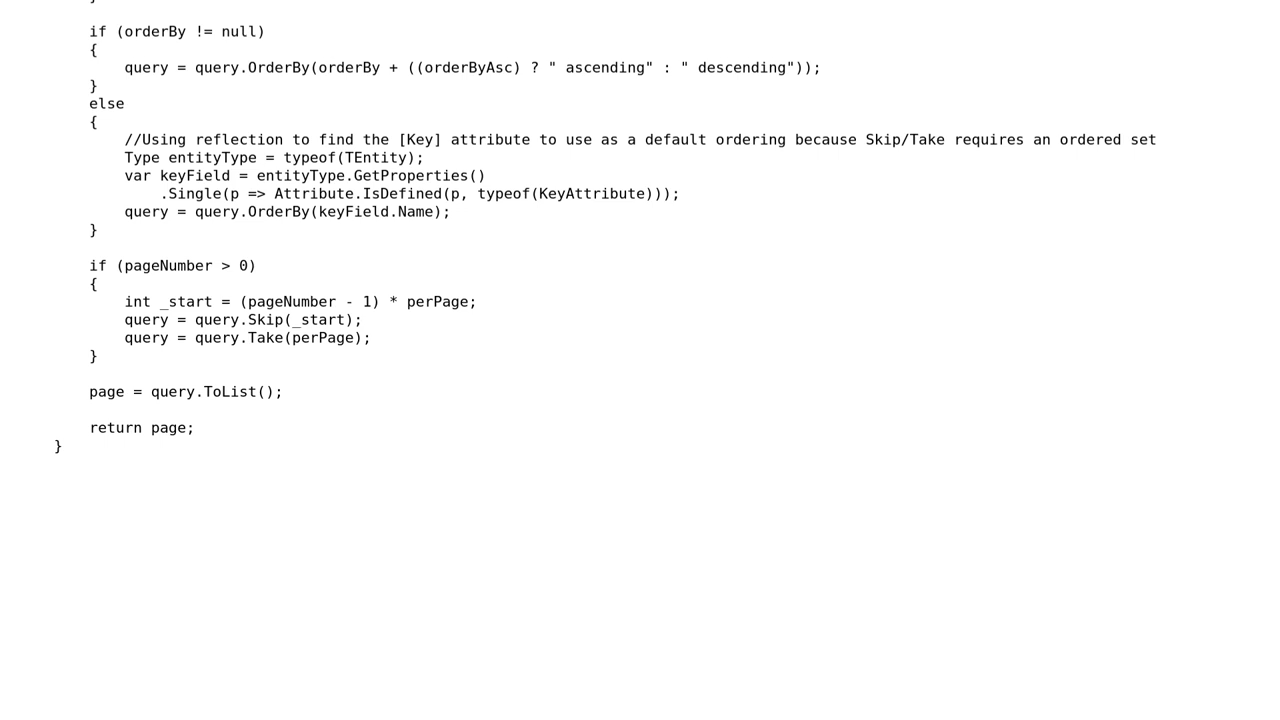 }
if (orderBy != null)
{
query = query.OrderBy(orderBy + ((orderByAsc) ? " ascending" : " descending"));
}
else
{
//Using reflection to find the [Key] attribute to use as a default ordering because Skip/Take requires an ordered set
Type entityType = typeof(TEntity);
var keyField = entityType.GetProperties()
.Single(p => Attribute.IsDefined(p, typeof(KeyAttribute)));
query = query.OrderBy(keyField.Name);
}
if (pageNumber > 0)
{
int _start = (pageNumber - 1) * perPage;
query = query.Skip(_start);
query = query.Take(perPage);
}
page = query.ToList();
return page;
}